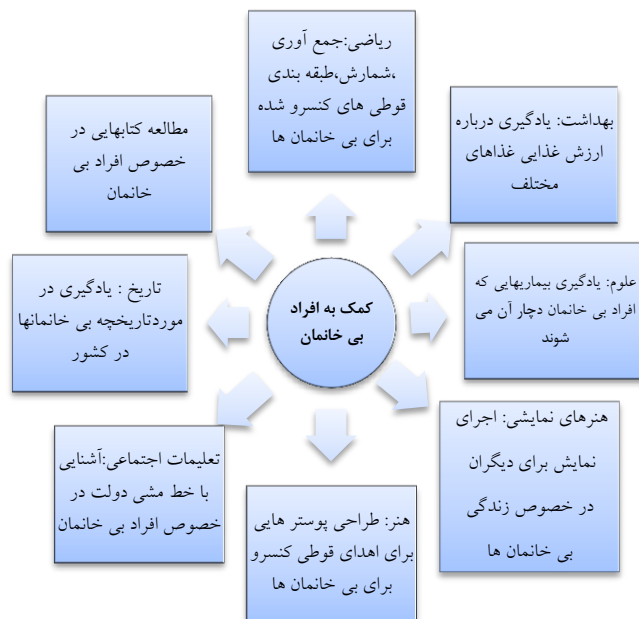 ریاضی:جمع آوری
،شمارش،طبقه بندی
قوطی های کنسرو شده
برای بی خانمان ها
بهداشت: یادگیری درباره
ارزش غذایی غذاهای
مختلف
علوم: یادگیری بیماریهایی که
افراد بی خانمان دچار آن می
شوند
هنرهای نمایشی: اجرای
نمایش برای دیگران
در خصوص زندگی
بی خانمان ها
هنر: طراحی پوستر هایی
برای اهدای قوطی کنسرو
برای بی خانمان ها
تعلیمات اجتماعی:آشنایی
با خط مشی دولت در
خصوص افراد بی خانمان
تاریخ : یادگیری در
موردتاریخچه بی خانمانها
در کشور
مطالعه کتابهایی در
خصوص افراد بی
خانمان
کمک به افراد
بی خانمان